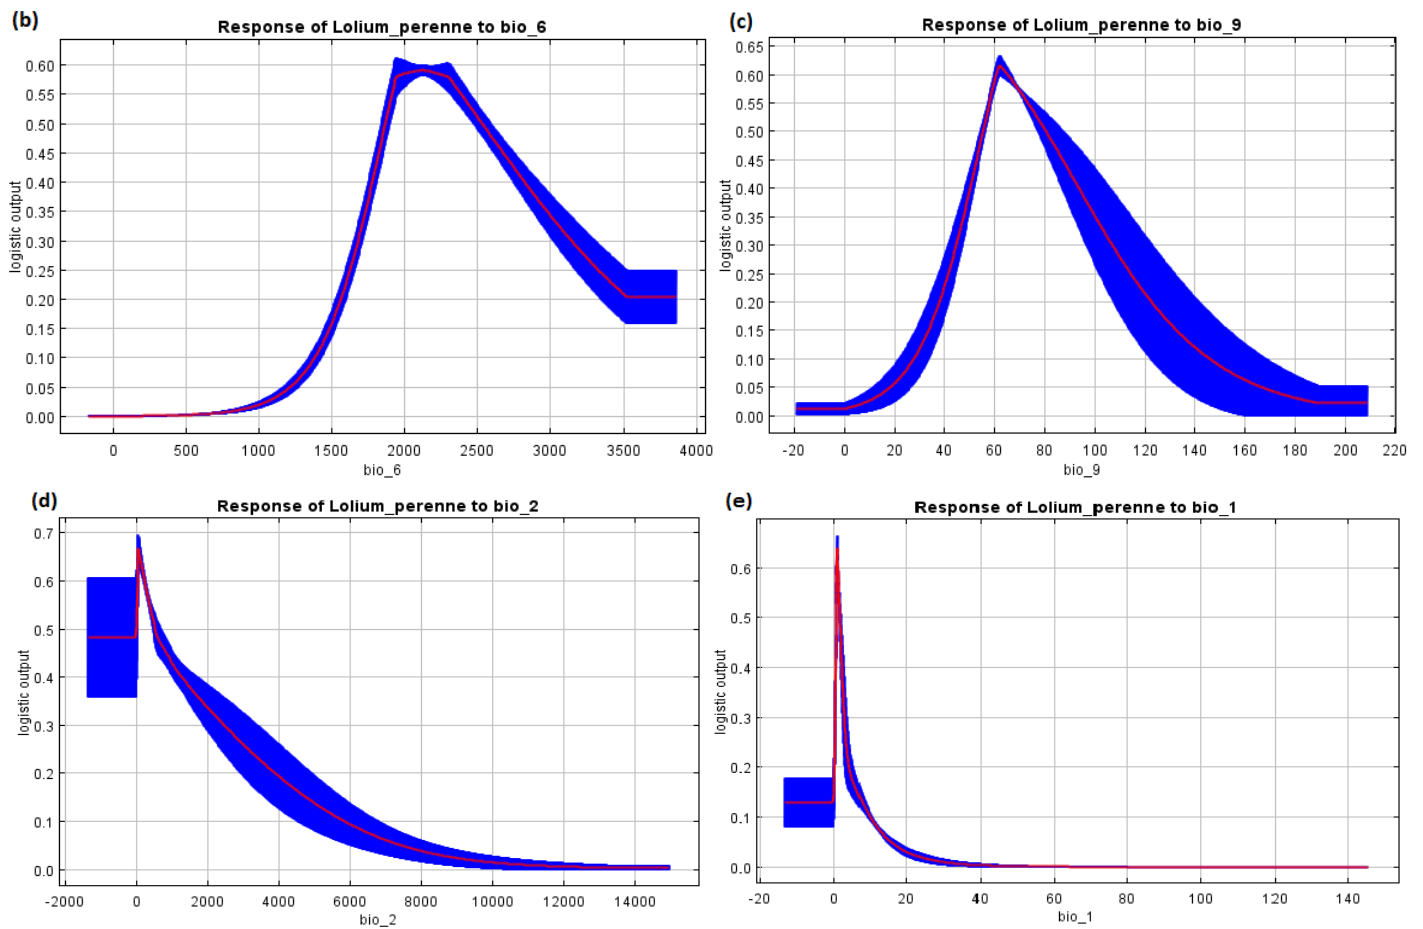 (b)
Response of Lolium_perenne to bio_6
logistic output
0.60
0.55
0.50
0.45
0.40
0.35
0.30
0.25
0.20
0.15
0.10
0.05
0.00
0 500 1000 1500 2000 2500 3000 3500 4000
bio_6
(c)
Response of Lolium_perenne to bio_9
logistic output
0.65
0.60
0.55
0.50
0.45
0.40
0.35
0.30
0.25
0.20
0.15
0.10
0.05
0.00
-20 0 20 40 60 80 100 120 140 160 180 200 220
bio_9
(d)
Response of Lolium_perenne to bio_2
logistic output
0.7
0.6
0.5
0.4
0.3
0.2
0.1
0.0
-2000 0 2000 4000 6000 8000 10000 12000 14000
bio_2
(e)
Response of Lolium_perenne to bio_1
logistic output
0.6
0.5
0.4
0.3
0.2
0.1
0.0
-20 0 20 40 60 80 100 120 140
bio_1